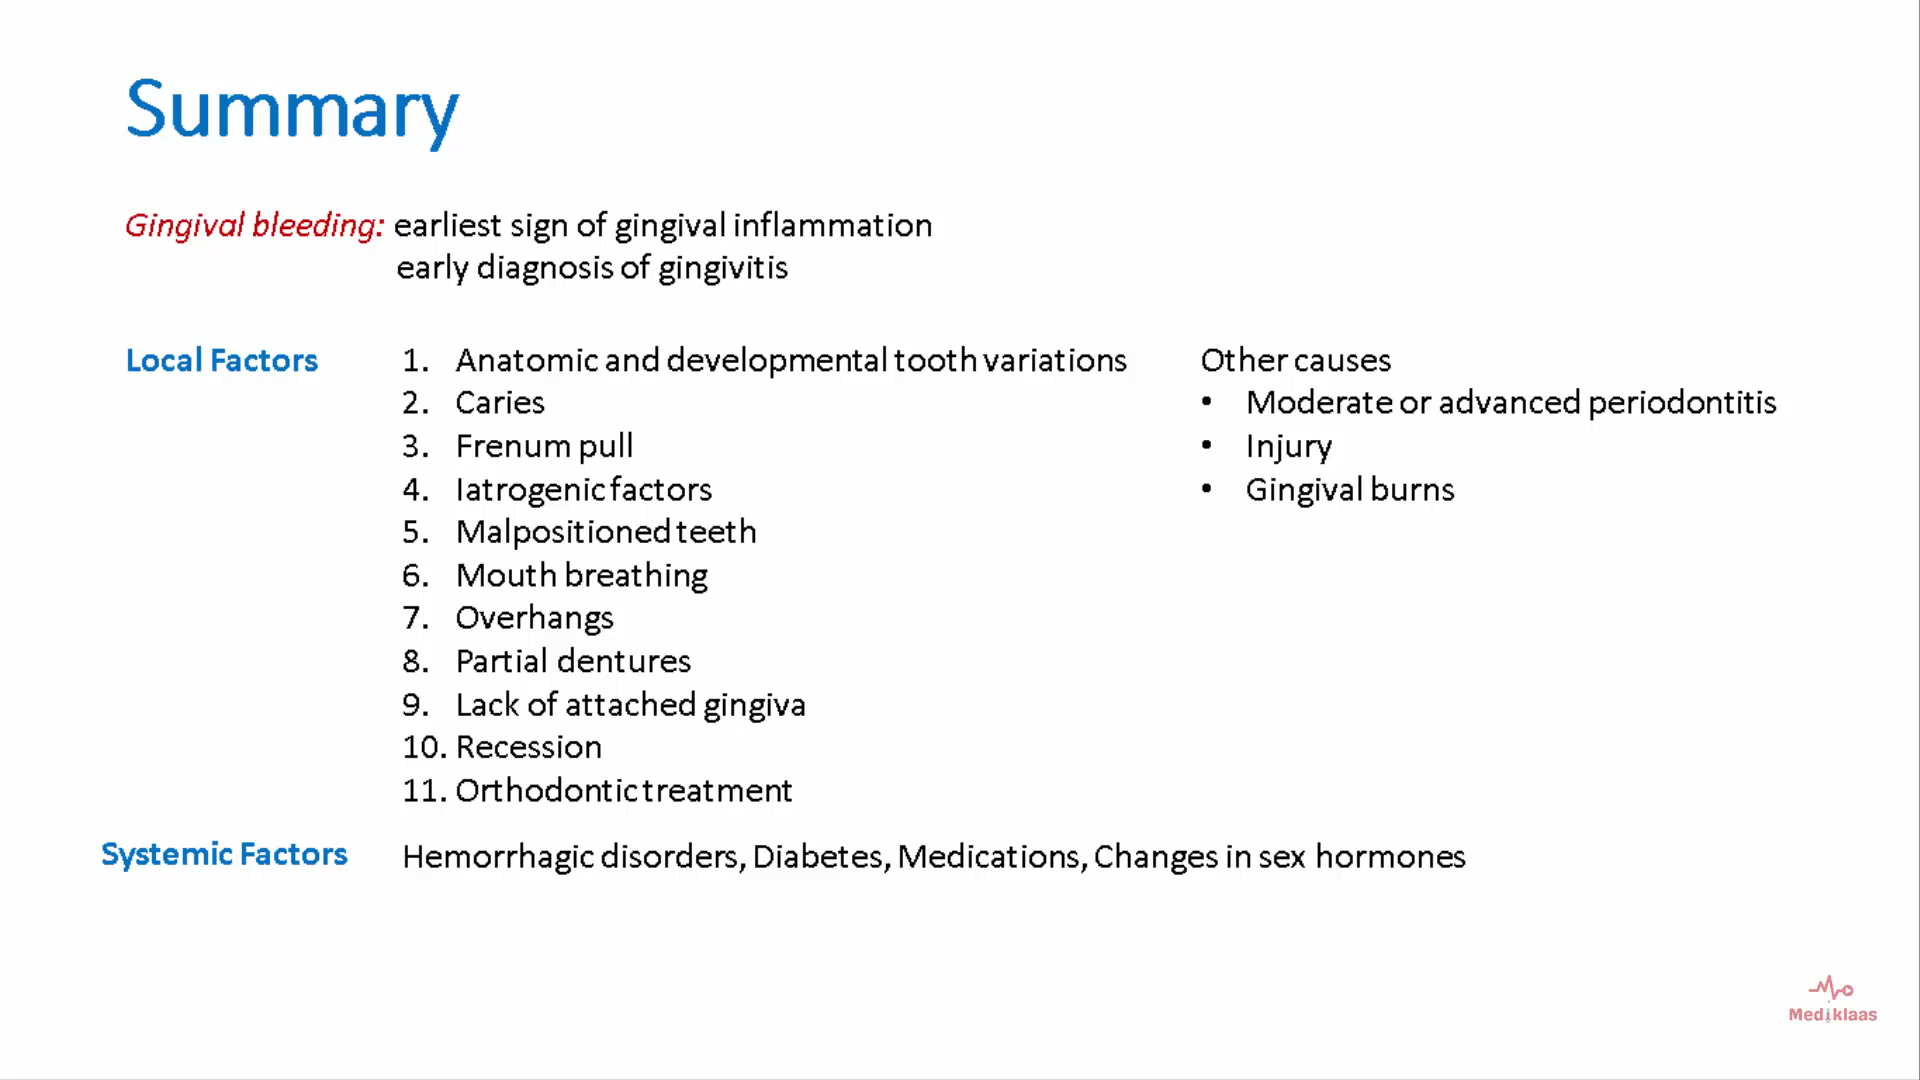 Summary
Gingival bleeding: earliest sign of gingival inflammation
early diagnosis of gingivitis
Local Factors
1. Anatomic and developmental tooth variations
2. Caries
3. Frenum pull
4. Iatrogenic factors
5. Malpositioned teeth
6. Mouth breathing
7. Overhangs
8. Partial dentures
9. Lack of attached gingiva
10. Recession
11. Orthodontic treatment
Other causes
• Moderate or advanced periodontitis
• Injury
• Gingival burns
Systemic Factors Hemorrhagic disorders, Diabetes, Medications, Changes in sex hormones
Mediklaas